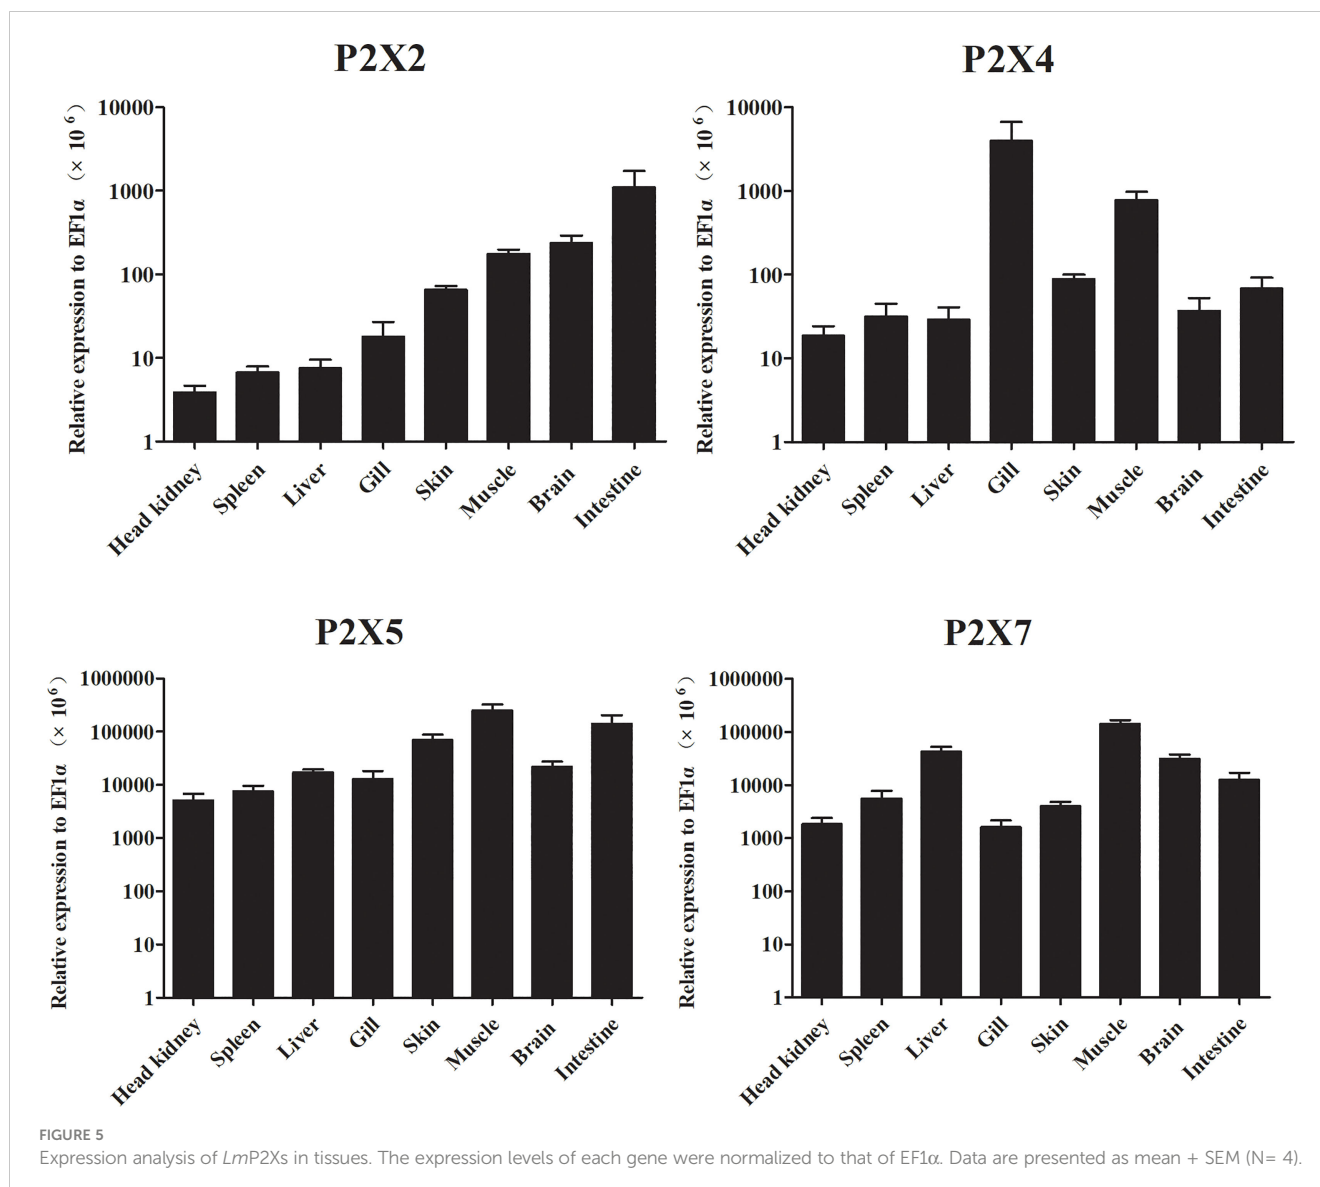 P2X2
Relative expression to EF1α (× 10⁶)
10000
1000
100
10
1
Head kidney
Spleen
Liver
Gill
Skin
Muscle
Brain
Intestine
P2X4
Relative expression to EF1α (× 10⁶)
10000
1000
100
10
1
Head kidney
Spleen
Liver
Gill
Skin
Muscle
Brain
Intestine
P2X5
Relative expression to EF1α (× 10⁶)
1000000
100000
10000
1000
100
10
1
Head kidney
Spleen
Liver
Gill
Skin
Muscle
Brain
Intestine
P2X7
Relative expression to EF1α (× 10⁶)
1000000
100000
10000
1000
100
10
1
Head kidney
Spleen
Liver
Gill
Skin
Muscle
Brain
Intestine
FIGURE 5
Expression analysis of LmP2Xs in tissues. The expression levels of each gene were normalized to that of EF1α. Data are presented as mean + SEM (N= 4).